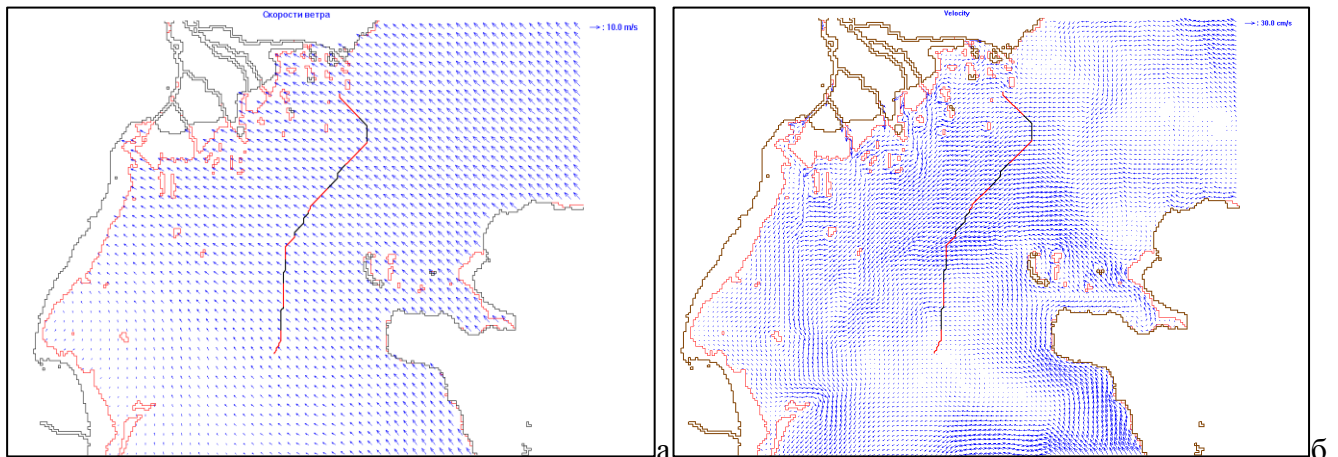 Скорости ветра
: 10.0 m/s
а
Velocity
: 30.0 cm/s
б